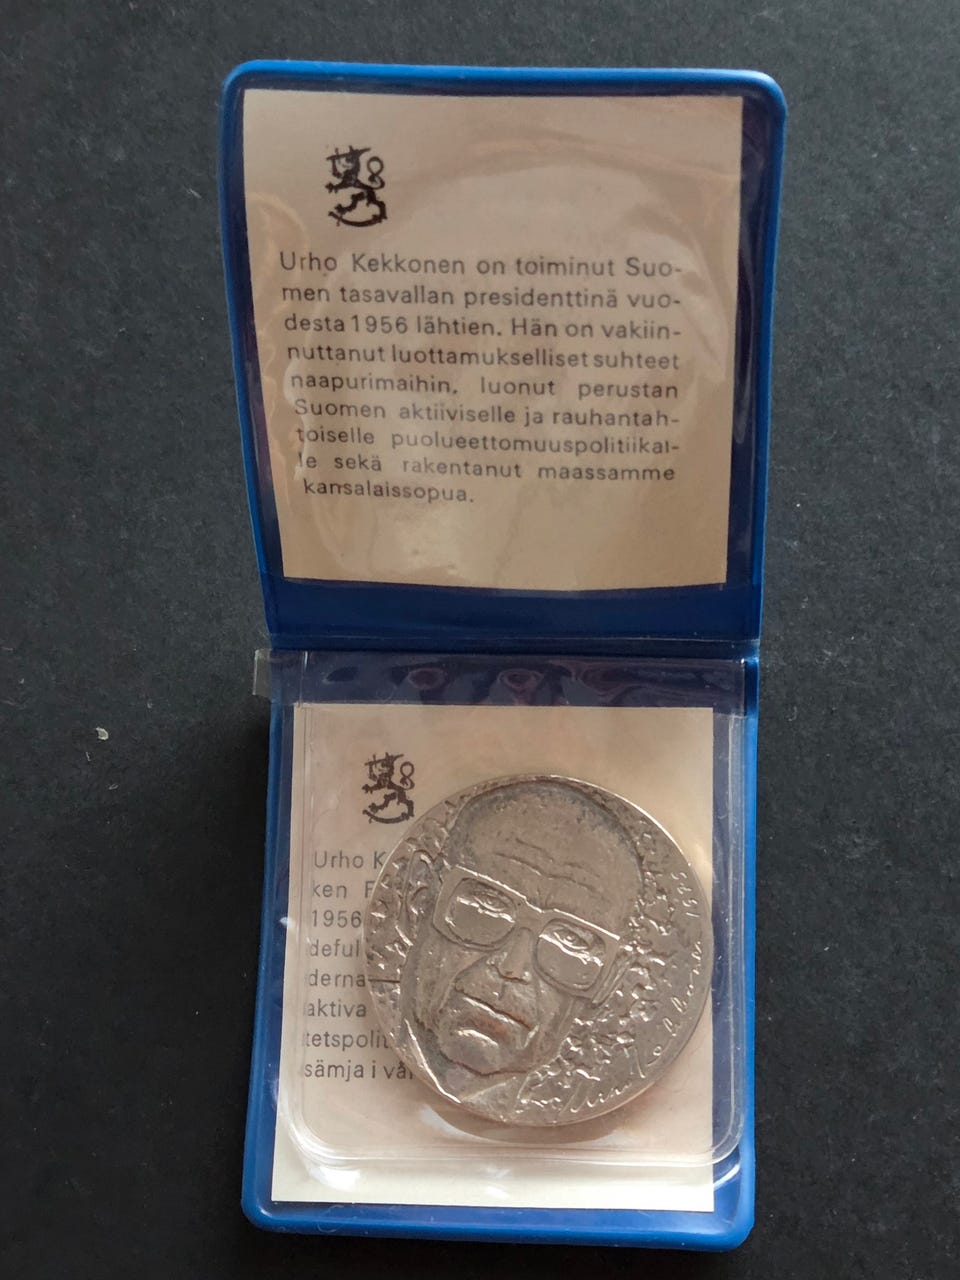 Urho Kekkonen on toiminut Suo-
men tasavallan presidenttinä vuo-
desta 1956 lähtien. Hän on vakiin-
nuttanut luottamukselliset suhteet
naapurimaihin, luonut perustan
Suomen aktiiviselle ja rauhantah-
toiselle puolueettomuuspolitiikal-
le sekä rakentanut maassamme
kansalaissopua.
Urho K
ken F
1956
deful
derna
aktiva
tetspolit
sämja i vår
Urho Kekkonen 1975